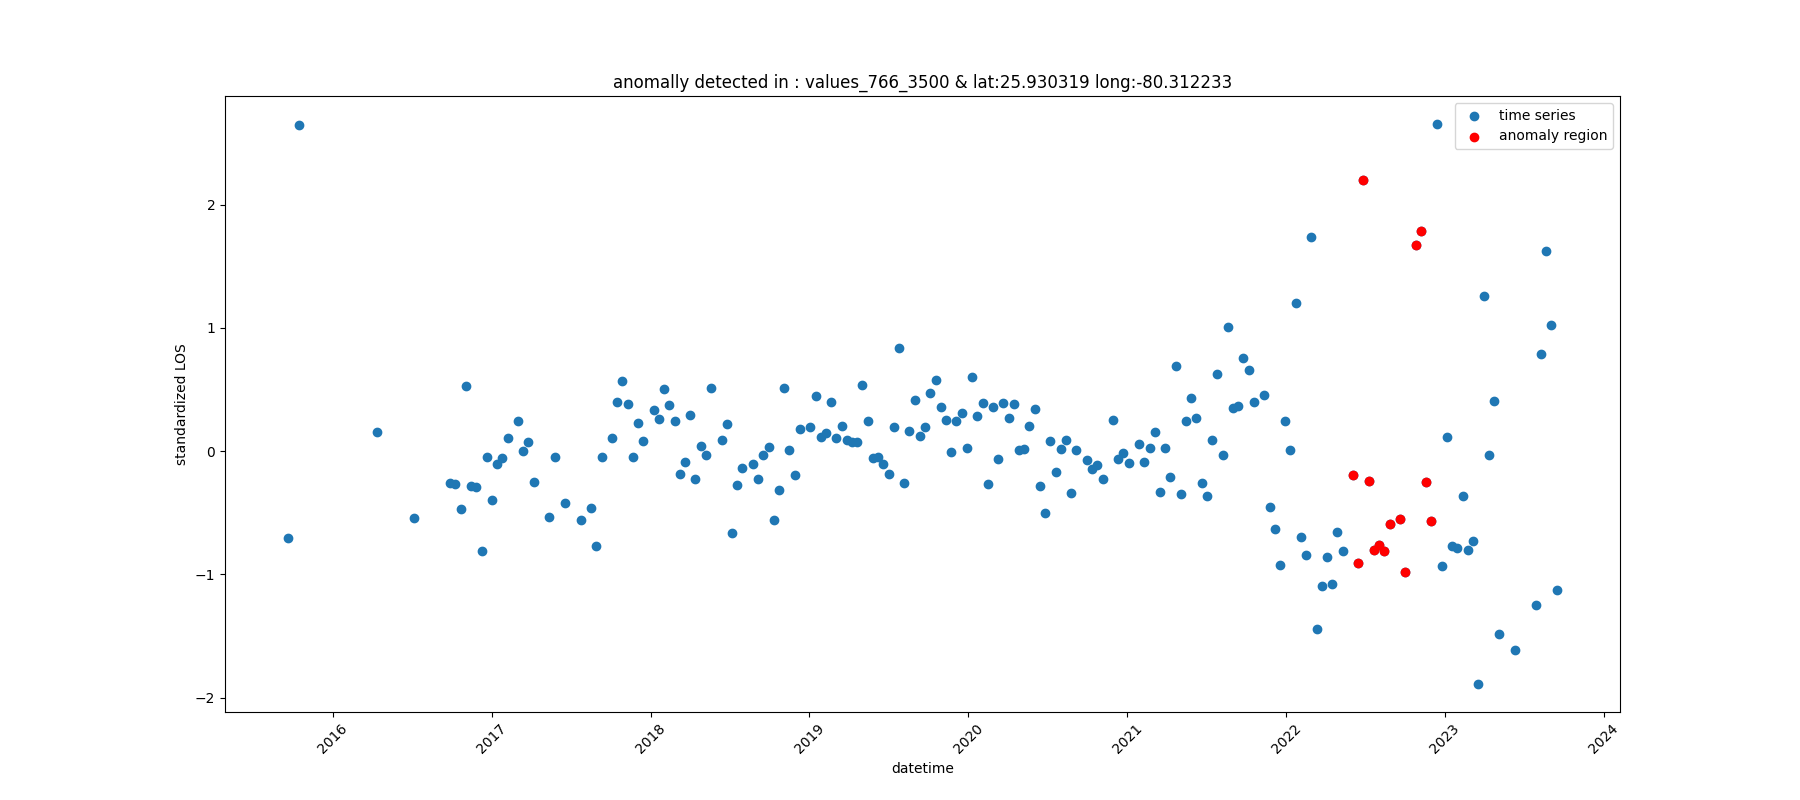 anomally detected in : values_766_3500 & lat:25.930319 long:-80.312233
time series
anomaly region
standardized LOS
2
1
0
−1
−2
2016
2017
2018
2019
2020
2021
2022
2023
2024
datetime